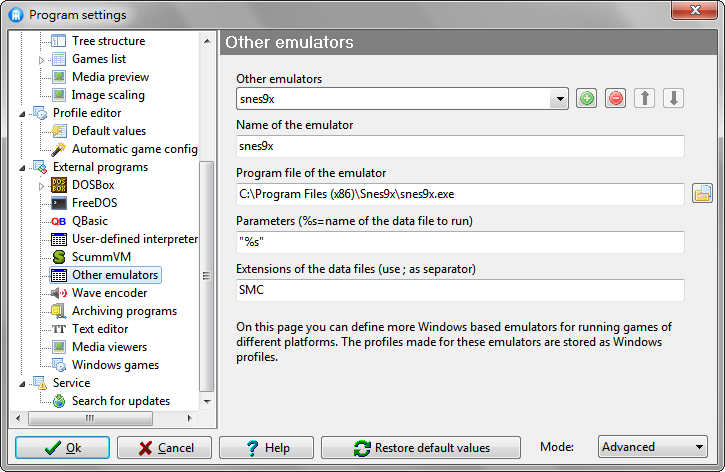 Program settings
Tree structure
Games list
Media preview
Image scaling
Profile editor
Default values
Automatic game config
External programs
DOS BOX DOSBox
FreeDOS
QB QBasic
User-defined interpreter
S ScummVM
Other emulators
Wave encoder
Archiving programs
TT Text editor
Media viewers
Windows games
Service
Search for updates
Other emulators
Other emulators
snes9x
Name of the emulator
snes9x
Program file of the emulator
C:\Program Files (x86)\Snes9x\snes9x.exe
Parameters (%s=name of the data file to run)
"%s"
Extensions of the data files (use ; as separator)
SMC
On this page you can define more Windows based emulators for running games of
different platforms. The profiles made for these emulators are stored as Windows
profiles.
Ok
Cancel
? Help
Restore default values
Mode:
Advanced